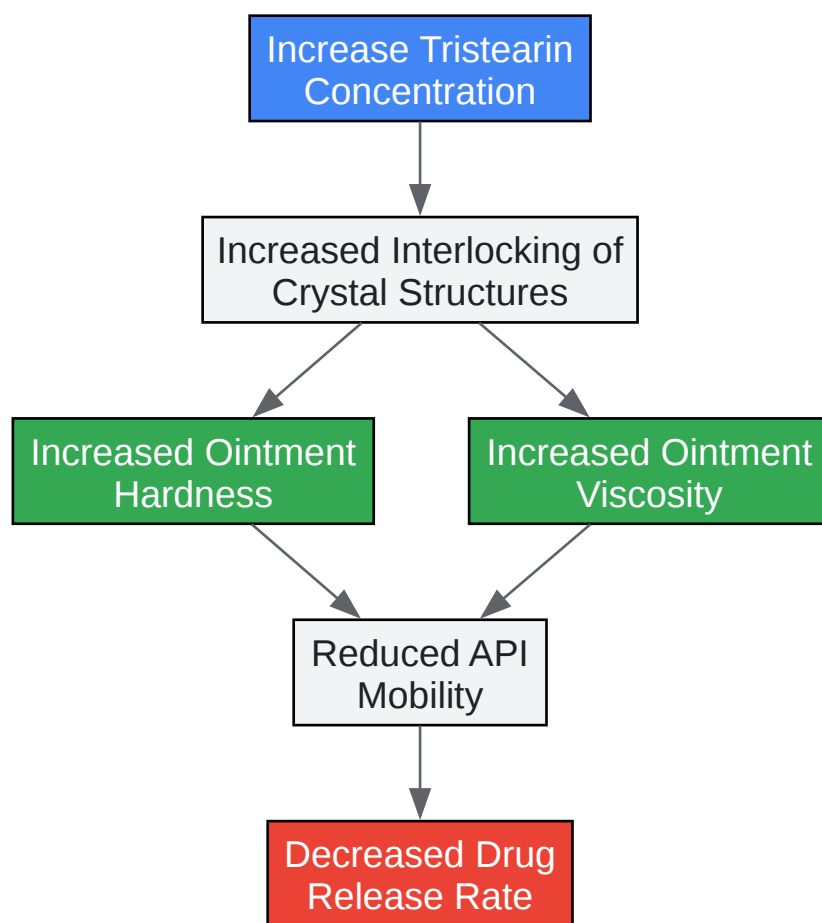 Increase Tristearin
Concentration
Increased Interlocking of
Crystal Structures
Increased Ointment
Hardness
Increased Ointment
Viscosity
Reduced API
Mobility
Decreased Drug
Release Rate